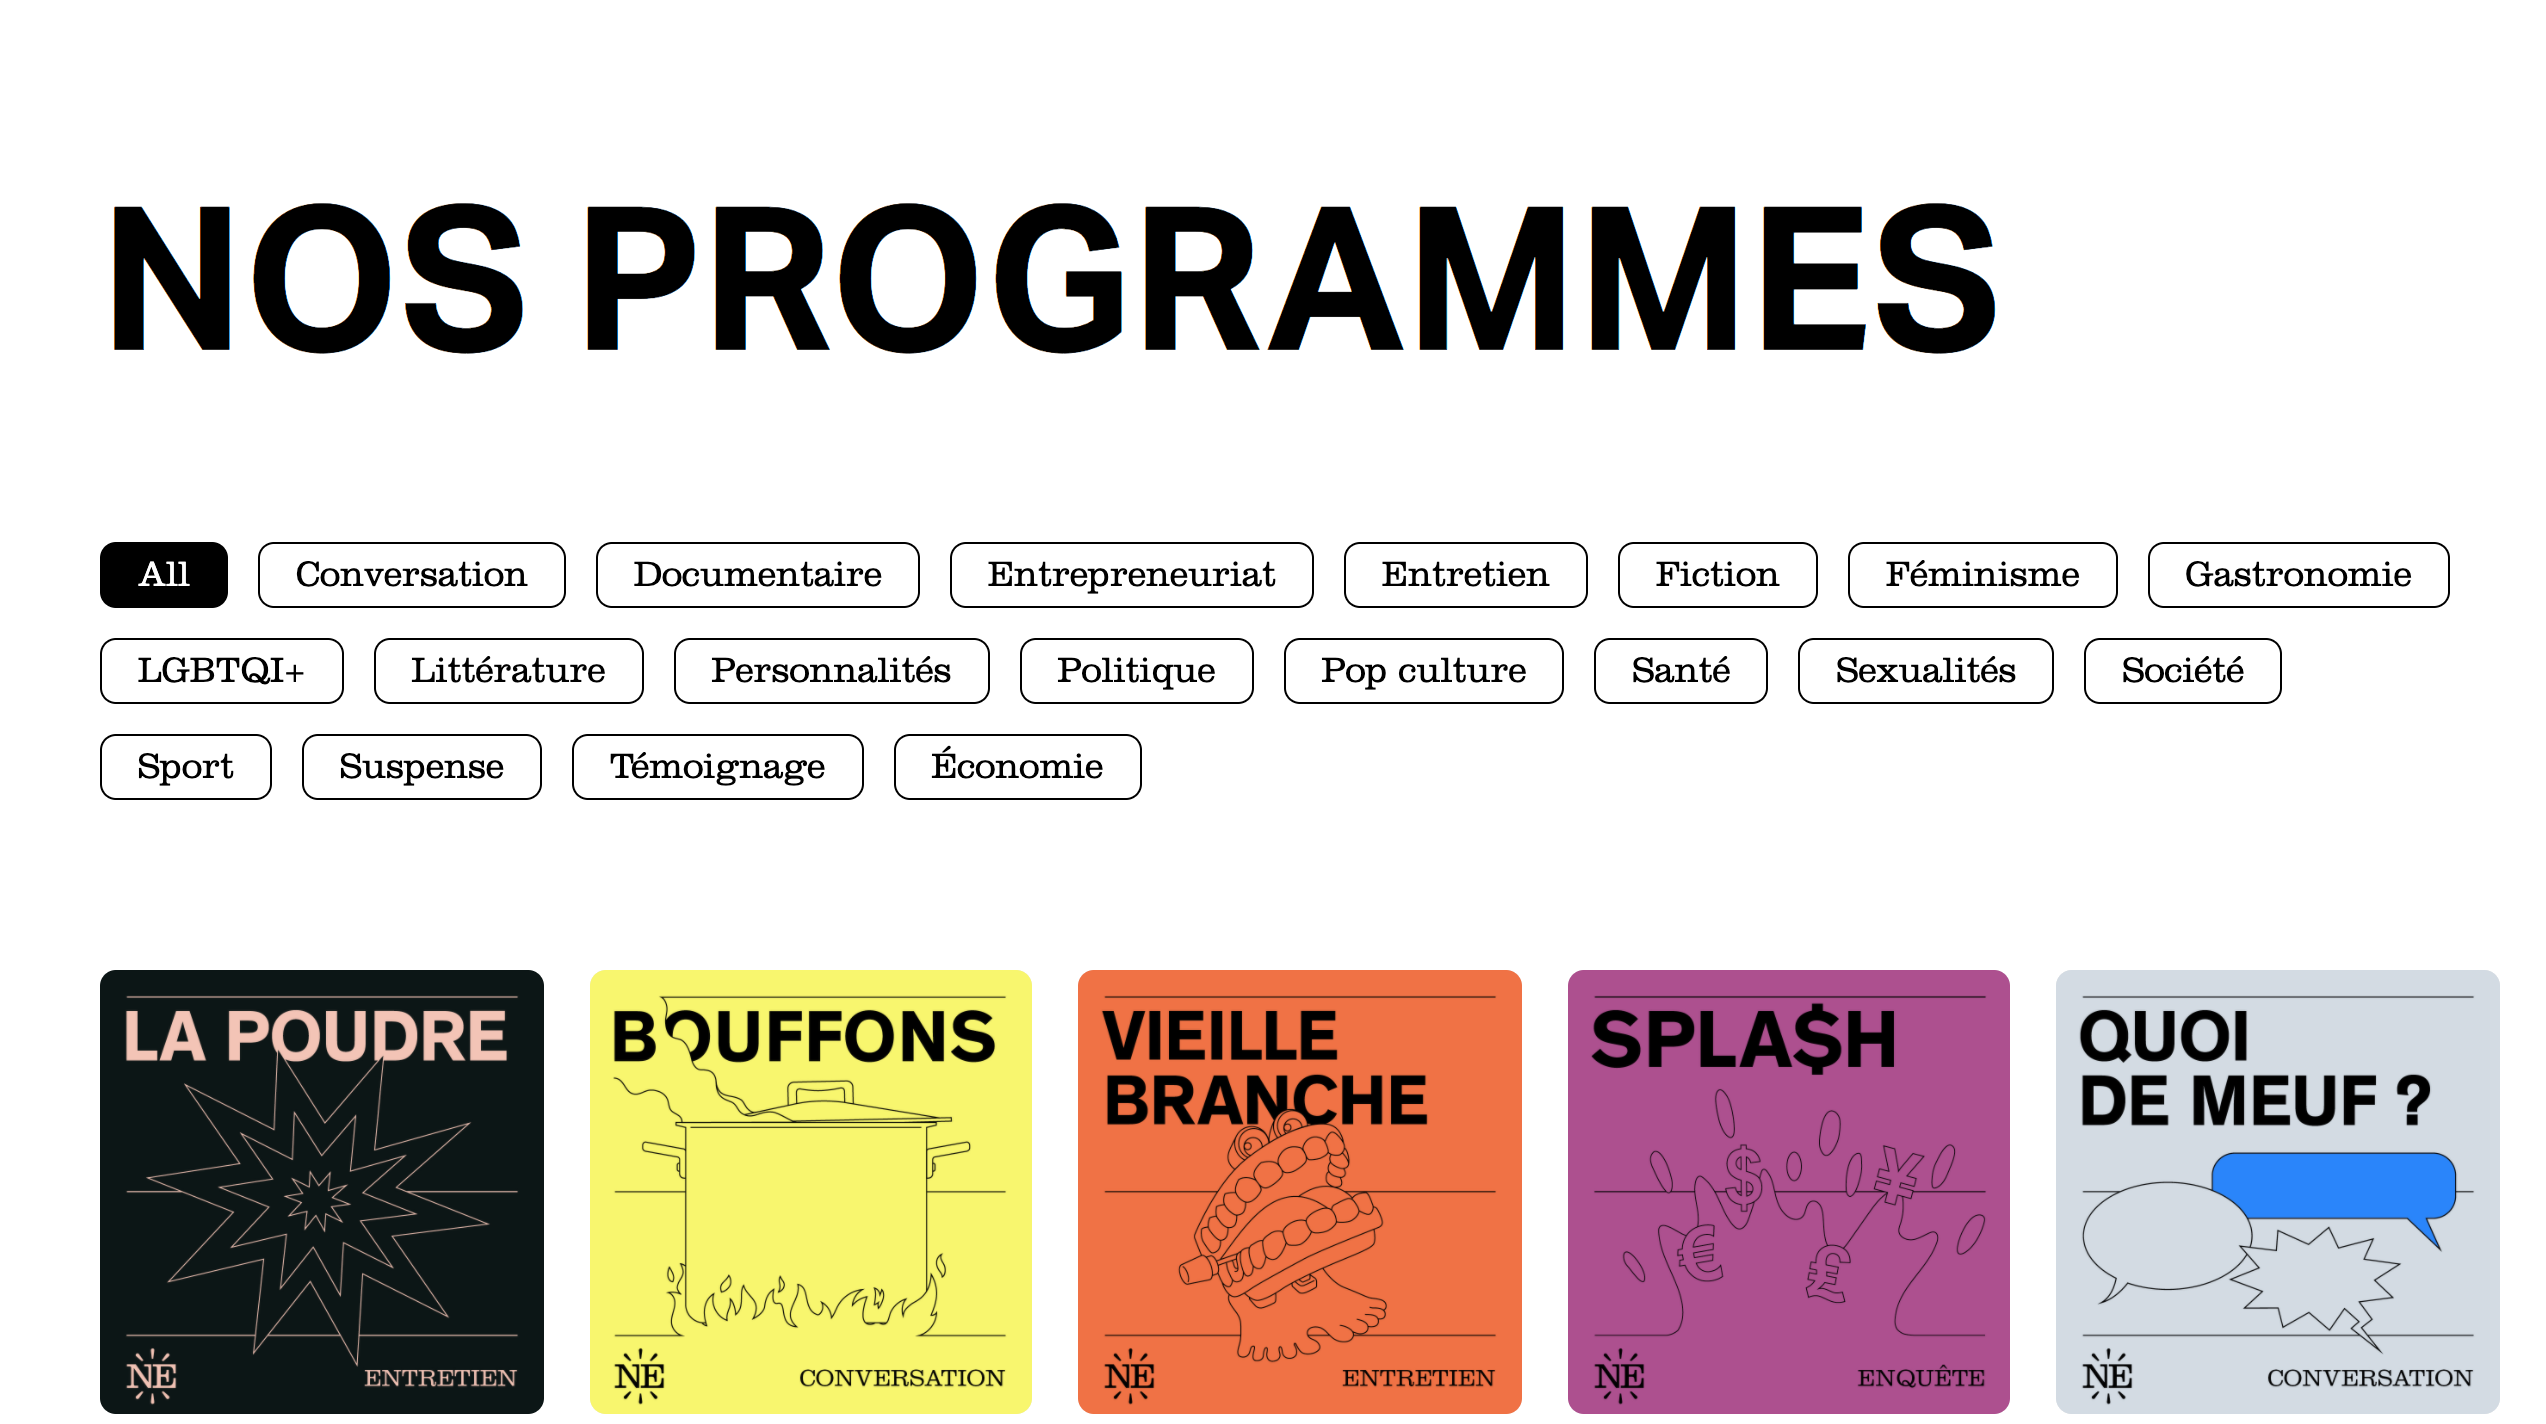 NOS PROGRAMMES
All Conversation Documentaire Entrepreneuriat Entretien Fiction Féminisme Gastronomie
LGBTQI+ Littérature Personnalités Politique Pop culture Santé Sexualités Société
Sport Suspense Témoignage Économie
LA POUDRE
NÉ ENTRETIEN
BOUFFONS
NÉ CONVERSATION
VIEILLE
BRANCHE
NÉ ENTRETIEN
SPLA$H
$ ¥ € £
NÉ ENQUÊTE
QUOI
DE MEUF ?
NÉ CONVERSATION